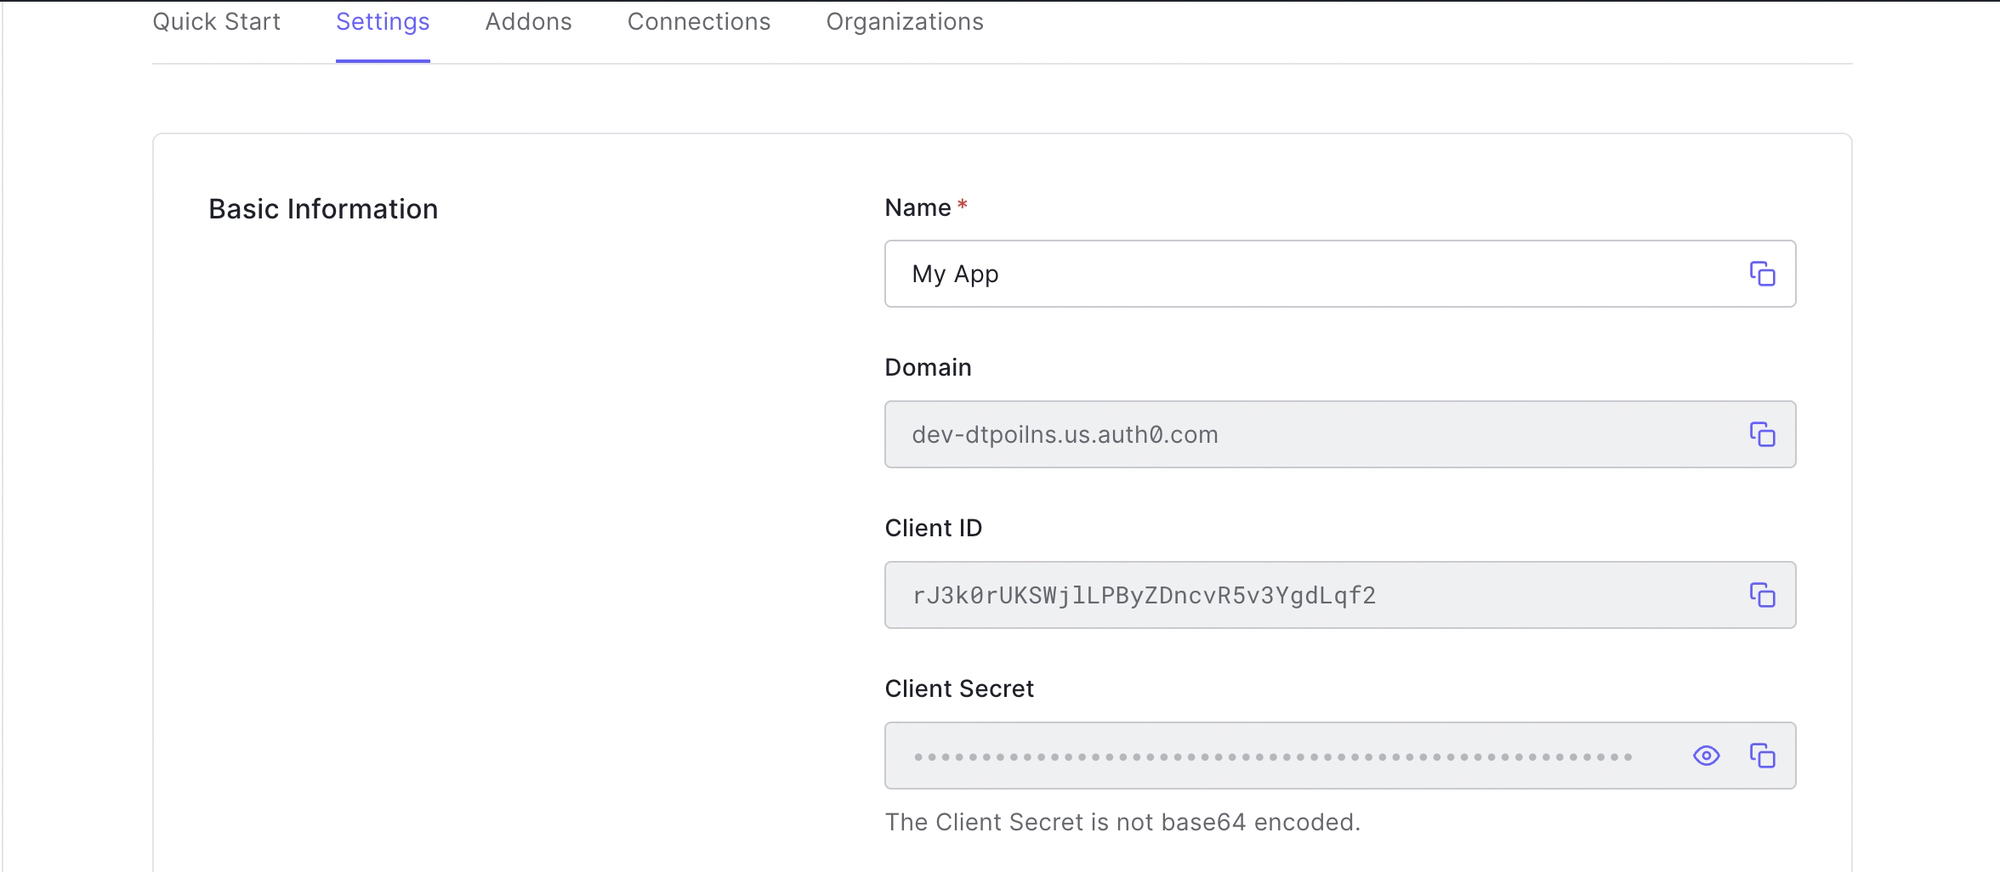 Quick Start Settings Addons Connections Organizations
Basic Information
Name *
My App
Domain
dev-dtpoilns.us.auth0.com
Client ID
rJ3k0rUKSWjlLPByZDncvR5v3YgdLqf2
Client Secret
The Client Secret is not base64 encoded.